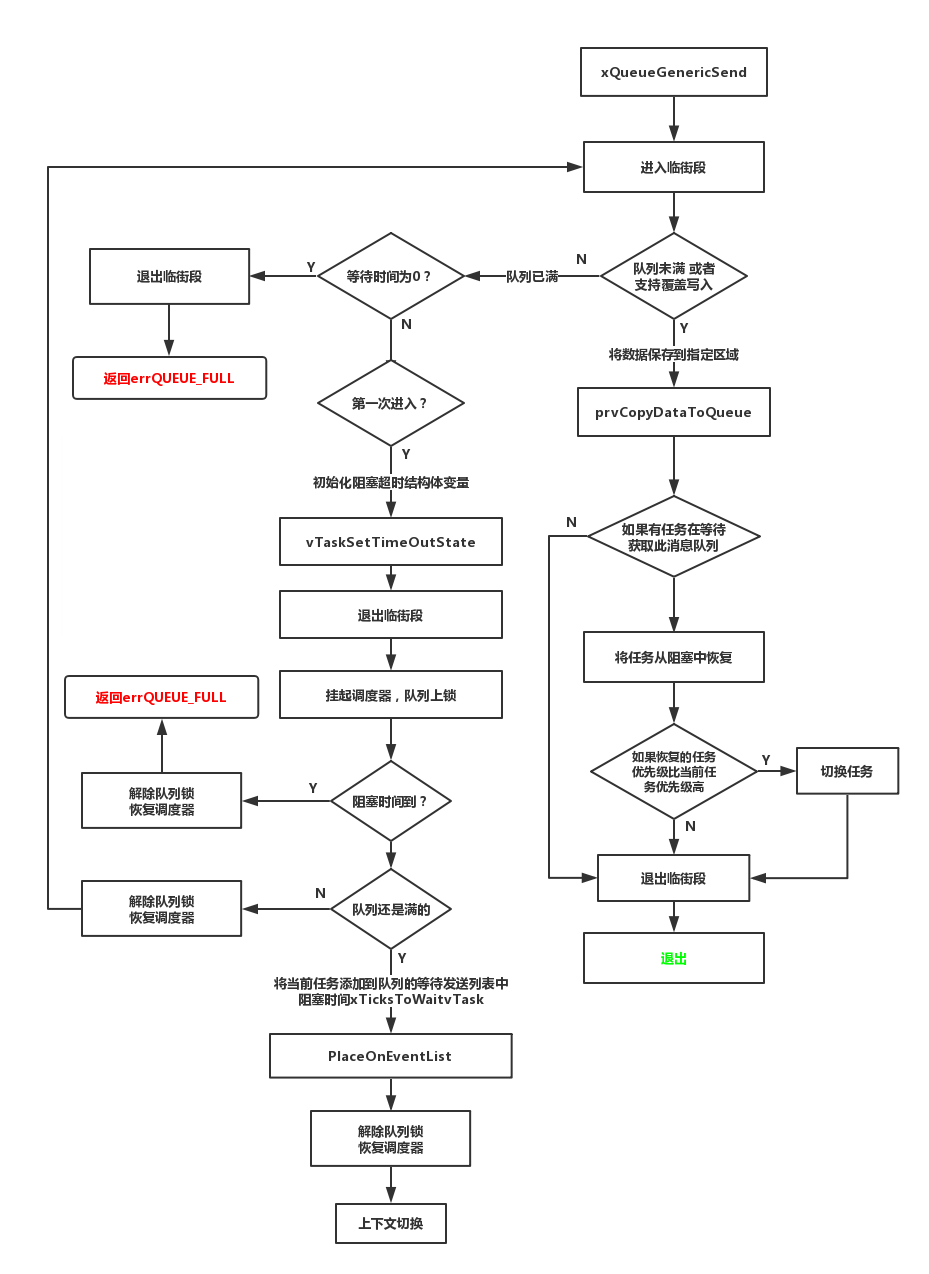 xQueueGenericSend
进入临街段
队列未满 或者
支持覆盖写入
N
队列已满
等待时间为0？
Y
退出临街段
返回errQUEUE_FULL
N
第一次进入？
Y
初始化阻塞超时结构体变量
vTaskSetTimeOutState
退出临街段
挂起调度器，队列上锁
阻塞时间到？
Y
解除队列锁
恢复调度器
返回errQUEUE_FULL
队列还是满的
N
解除队列锁
恢复调度器
Y
将当前任务添加到队列的等待发送列表中
阻塞时间xTicksToWaitvTask
PlaceOnEventList
解除队列锁
恢复调度器
上下文切换
Y
将数据保存到指定区域
prvCopyDataToQueue
如果有任务在等待
获取此消息队列
N
将任务从阻塞中恢复
如果恢复的任务
优先级比当前任
务优先级高
Y
切换任务
N
退出临街段
退出